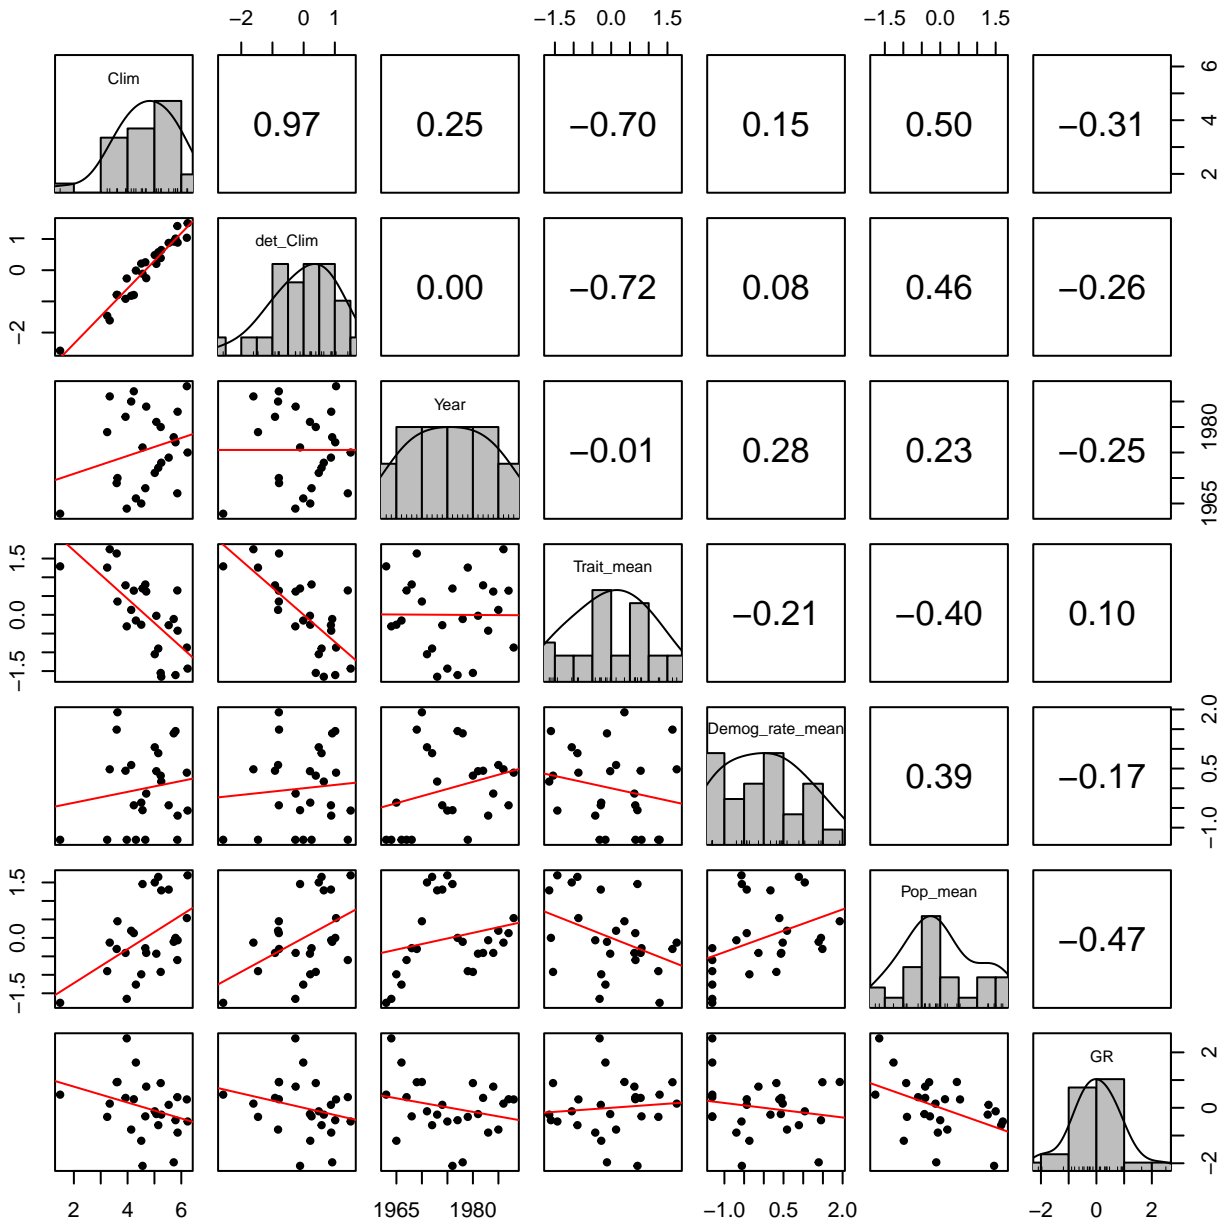 −2 0 1 −1.5 0.0 1.5 −1.5 0.0 1.5
Clim 0.97 0.25 −0.70 0.15 0.50 −0.31 2 4 6
−2 0 1 det_Clim 0.00 −0.72 0.08 0.46 −0.26
Year −0.01 0.28 0.23 −0.25 1965 1980
−1.5 0.0 1.5 Trait_mean −0.21 −0.40 0.10
Demog_rate_mean 0.39 −0.17 −1.0 0.5 2.0
−1.5 0.0 1.5 Pop_mean −0.47
GR −2 0 2
2 4 6 1965 1980 −1.0 0.5 2.0 −2 0 2